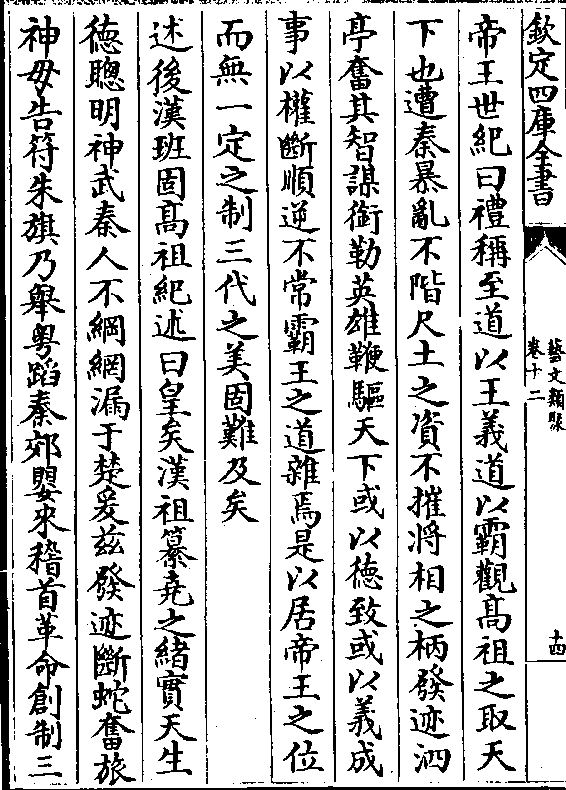 欽定四庫全書
藝文類聚
卷十二
十四
帝王世紀曰禮稱至道以王義道以霸觀髙祖之取天
下也遭秦暴亂不階尺土之資不摧將相之柄發迹泗
亭奮其智謀銜勒英雄鞭驅天下或以徳致或以義成
事以權斷順逆不常霸王之道雜焉是以居帝王之位
而無一定之制三代之美固難及矣
述後漢班固髙祖紀述曰皇矣漢祖纂堯之緒實天生
徳聰明神武秦人不綱網漏于楚爰兹發迹斷蛇奮旅
神母告符朱旗乃舉粤蹈秦郊嬰來稽首革命創制三